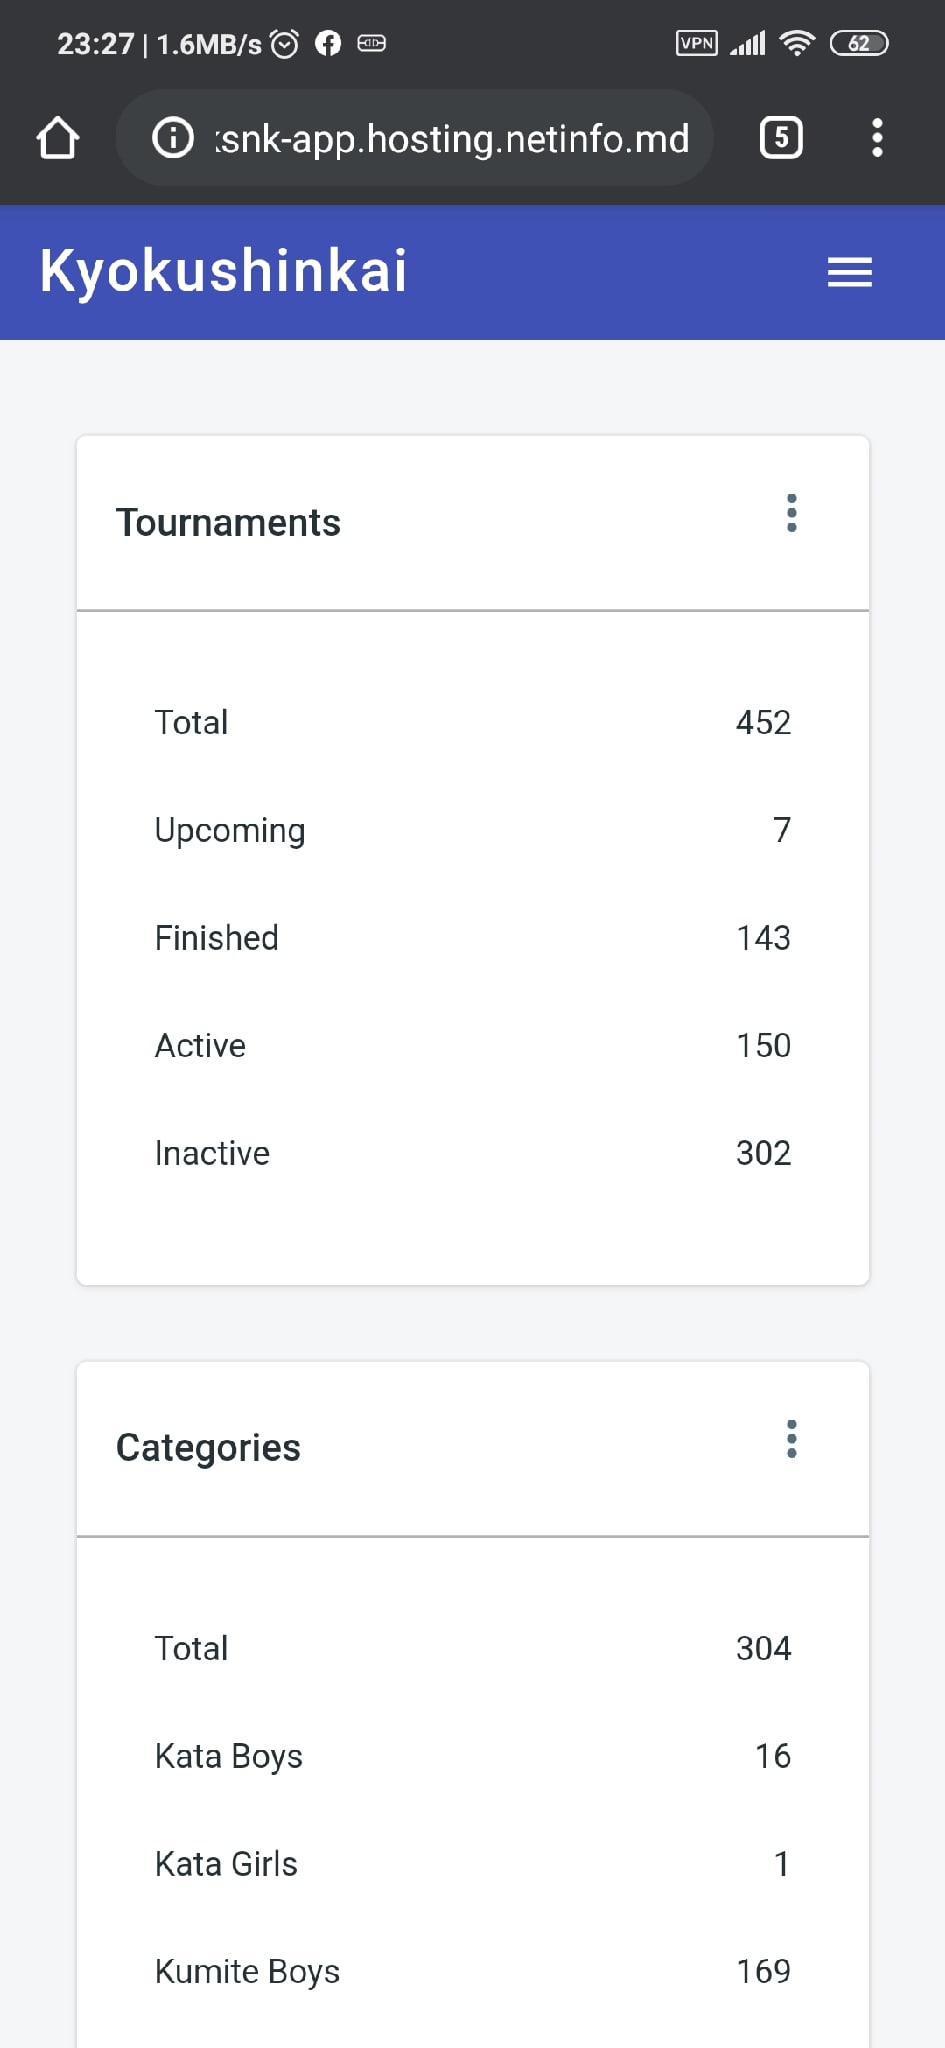 23:27 | 1.6MB/s VPN 62
ksnk-app.hosting.netinfo.md 5
Kyokushinkai
Tournaments
Total 452
Upcoming 7
Finished 143
Active 150
Inactive 302
Categories
Total 304
Kata Boys 16
Kata Girls 1
Kumite Boys 169